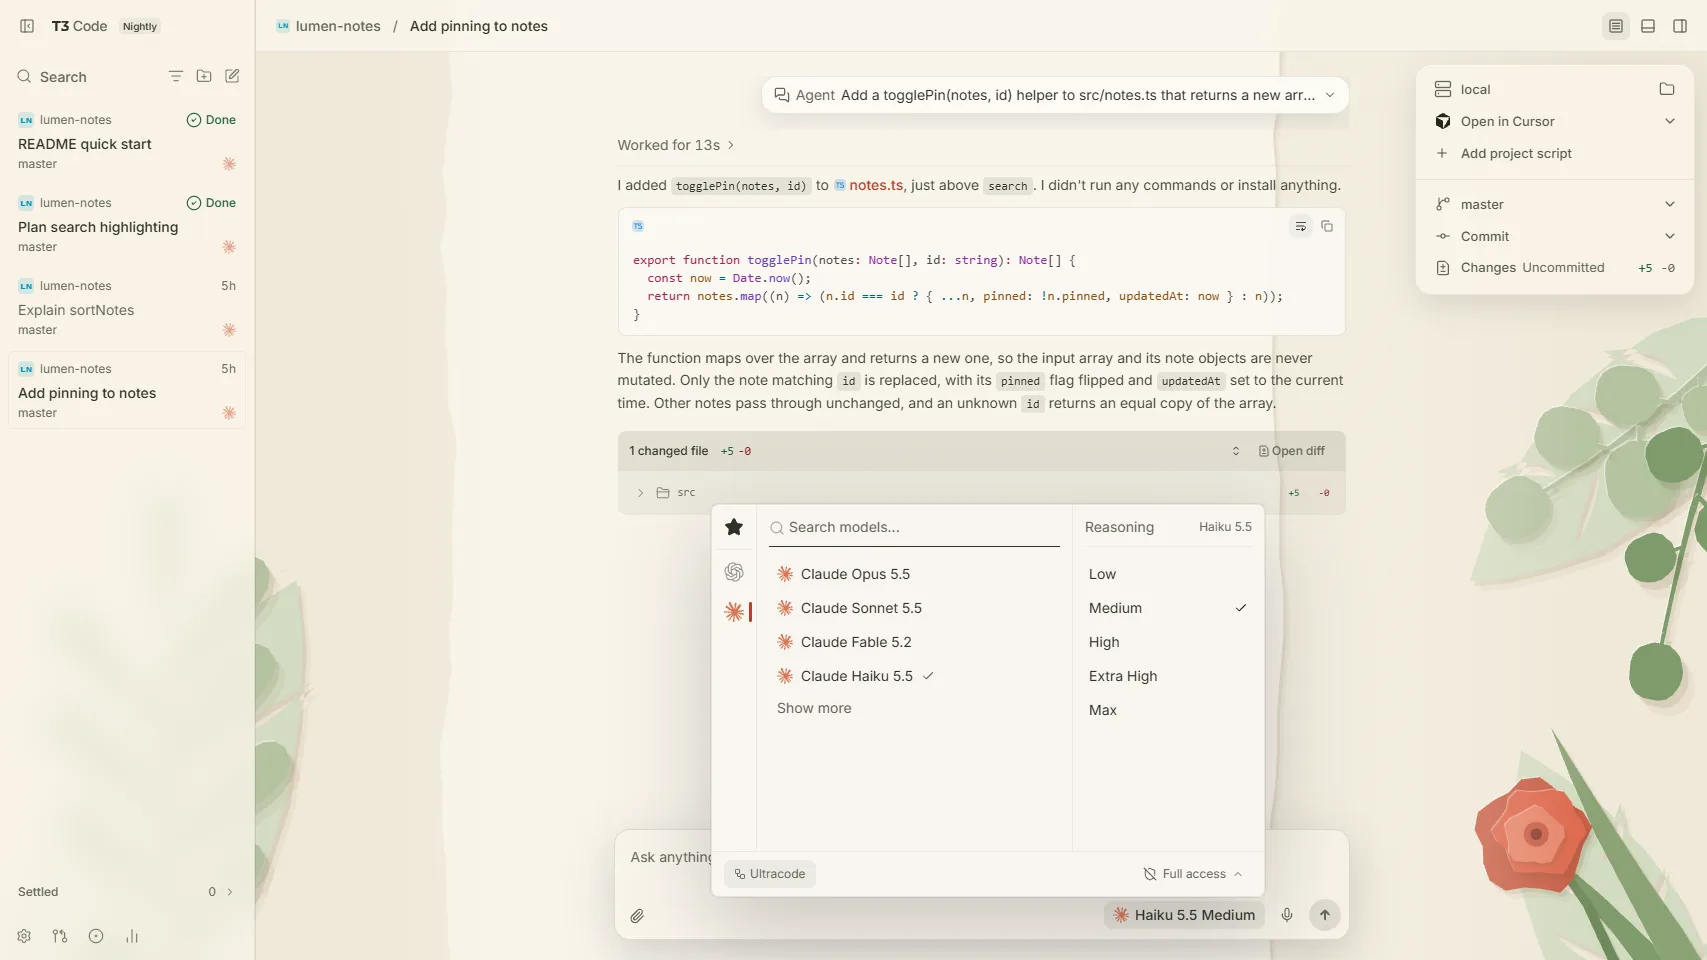 T3 Code Nightly
Search
LN lumen-notes Done
README quick start
master
LN lumen-notes Done
Plan search highlighting
master
LN lumen-notes 5h
Explain sortNotes
master
LN lumen-notes 5h
Add pinning to notes
master
Settled 0
LN lumen-notes / Add pinning to notes
Agent Add a togglePin(notes, id) helper to src/notes.ts that returns a new arr...
Worked for 13s
I added togglePin(notes, id) to TS notes.ts, just above search. I didn't run any commands or install anything.
TS
export function togglePin(notes: Note[], id: string): Note[] {
const now = Date.now();
return notes.map((n) => (n.id === id ? { ...n, pinned: !n.pinned, updatedAt: now } : n));
}
The function maps over the array and returns a new one, so the input array and its note objects are never
mutated. Only the note matching id is replaced, with its pinned flag flipped and updatedAt set to the current
time. Other notes pass through unchanged, and an unknown id returns an equal copy of the array.
1 changed file +5 -0 Open diff
src +5 -0
Search models...
Claude Opus 5.5
Claude Sonnet 5.5
Claude Fable 5.2
Claude Haiku 5.5
Show more
Reasoning Haiku 5.5
Low
Medium
High
Extra High
Max
Ultracode Full access
Ask anything
Haiku 5.5 Medium
local
Open in Cursor
Add project script
master
Commit
Changes Uncommitted +5 -0